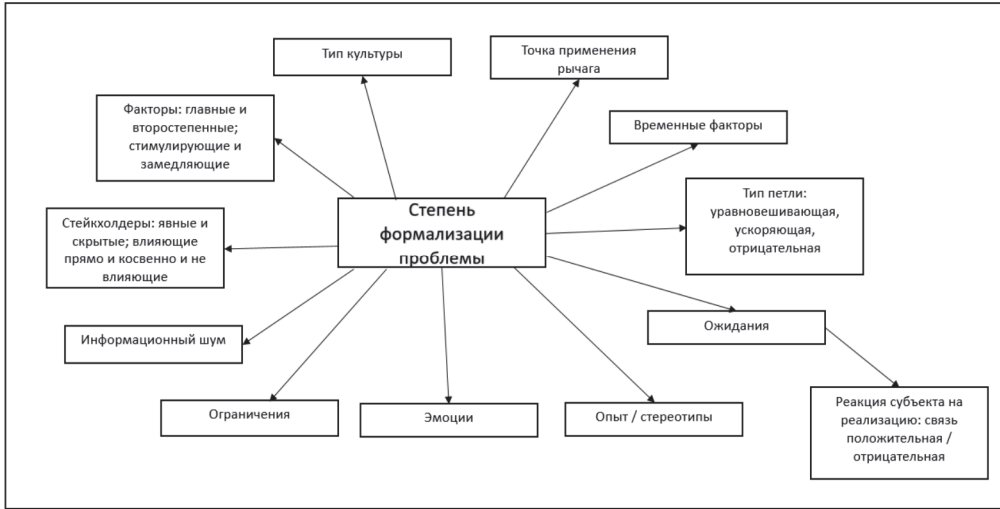 Тип культуры
Точка применения
рычага
Факторы: главные и
второстепенные;
стимулирующие и
замедляющие
Временные факторы
Степень
формализации
проблемы
Тип петли:
уравновешивающая,
ускоряющая,
отрицательная
Стейкхолдеры: явные и
скрытые; влияющие
прямо и косвенно и не
влияющие
Информационный шум
Ожидания
Ограничения
Эмоции
Опыт / стереотипы
Реакция субъекта на
реализацию: связь
положительная /
отрицательная